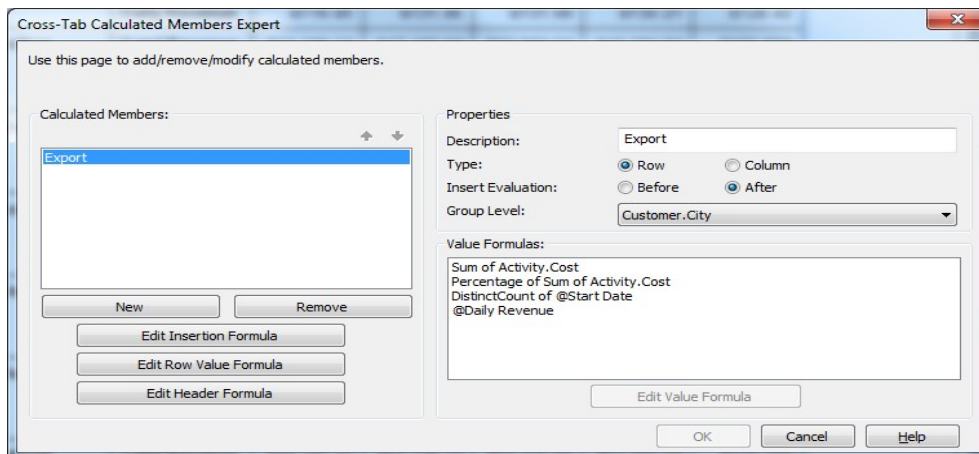 Cross-Tab Calculated Members Expert
Use this page to add/remove/modify calculated members.
Calculated Members:
Export
New
Remove
Edit Insertion Formula
Edit Row Value Formula
Edit Header Formula
Properties
Description: Export
Type: Row Column
Insert Evaluation: Before After
Group Level: Customer.City
Value Formulas:
Sum of Activity.Cost
Percentage of Sum of Activity.Cost
DistinctCount of @Start Date
@Daily Revenue
Edit Value Formula
OK Cancel Help